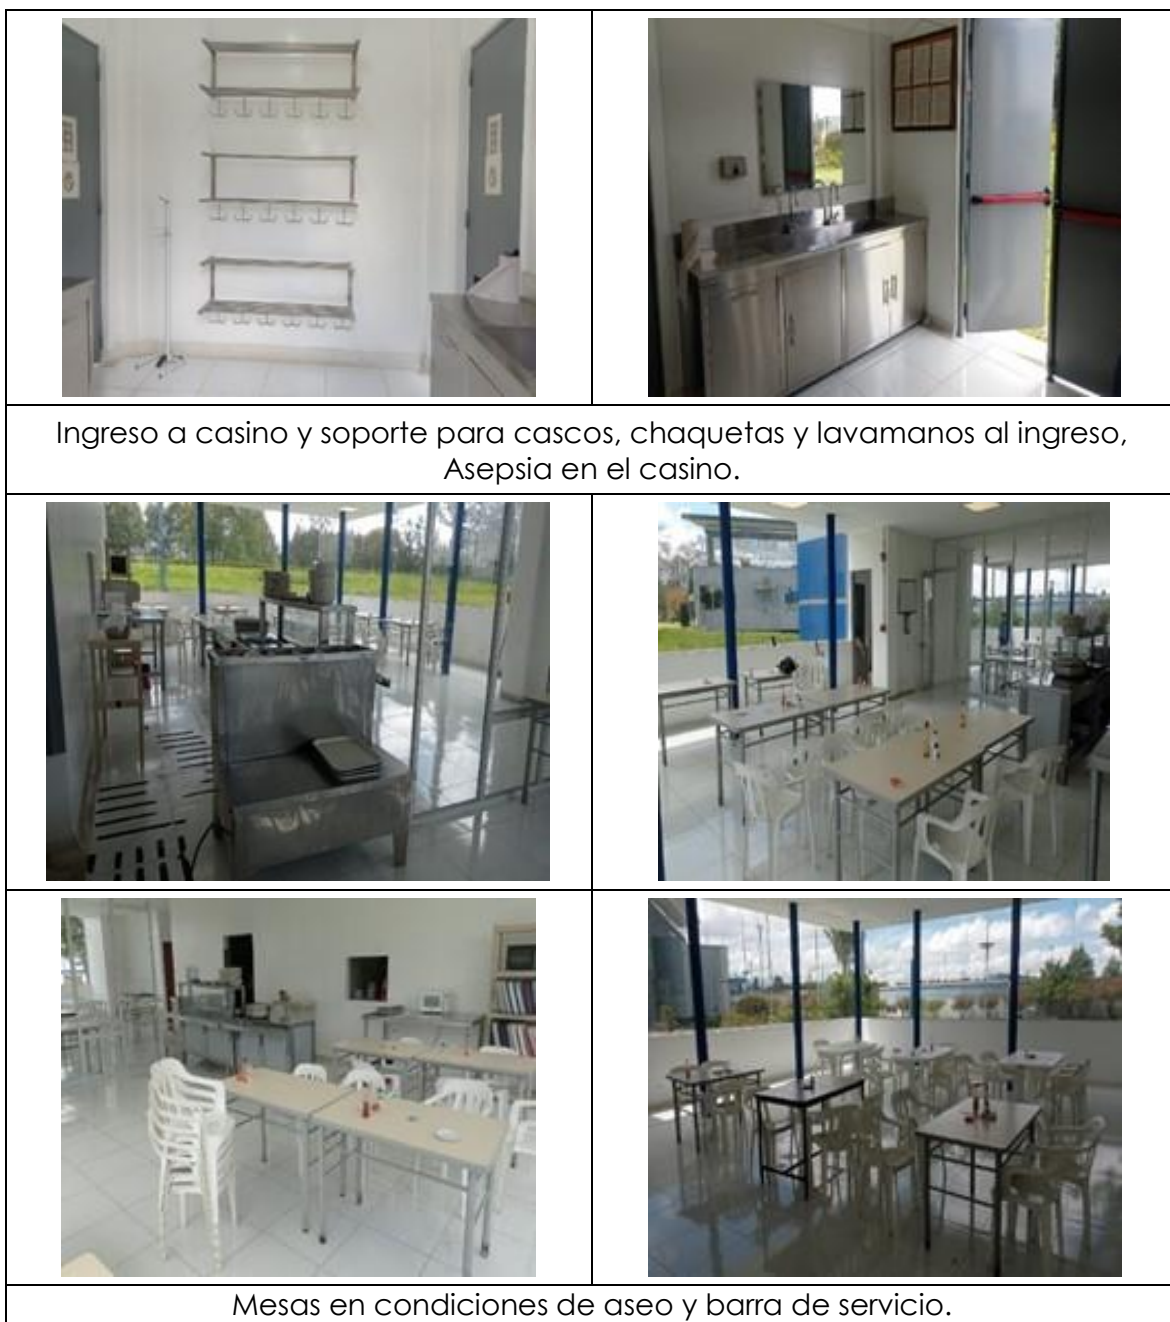 Ingreso a casino y soporte para cascos, chaquetas y lavamanos al ingreso,
Asepsia en el casino.
Mesas en condiciones de aseo y barra de servicio.